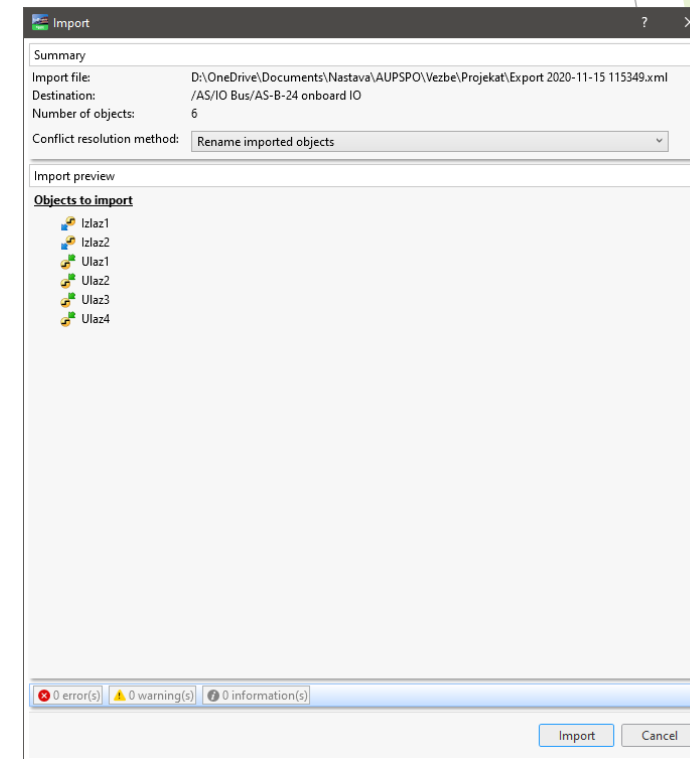 Import
Summary
Import file: D:\OneDrive\Documents\Nastava\AUPSPO\Vezbe\Projekat\Export 2020-11-15 115349.xml
Destination: /AS/IO Bus/AS-B-24 onboard IO
Number of objects: 6
Conflict resolution method: Rename imported objects
Import preview
Objects to import
Izlaz1
Izlaz2
Ulaz1
Ulaz2
Ulaz3
Ulaz4
0 error(s) 0 warning(s) 0 information(s)
Import Cancel